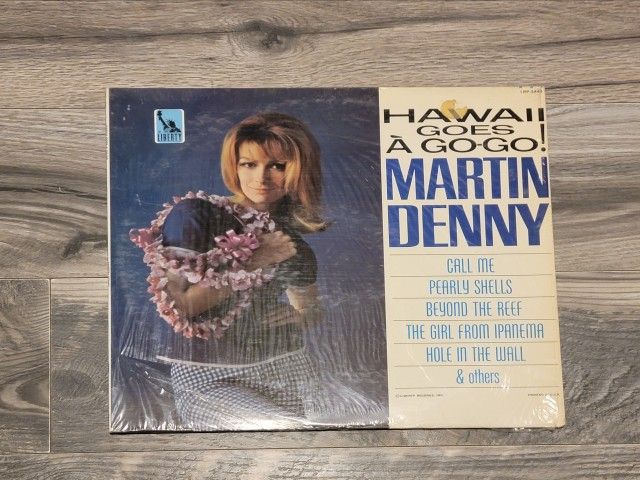 LIBERTY
HAWAII
GOES
À GO-GO!
MARTIN
DENNY
CALL ME
PEARLY SHELLS
BEYOND THE REEF
THE GIRL FROM IPANEMA
HOLE IN THE WALL
& others